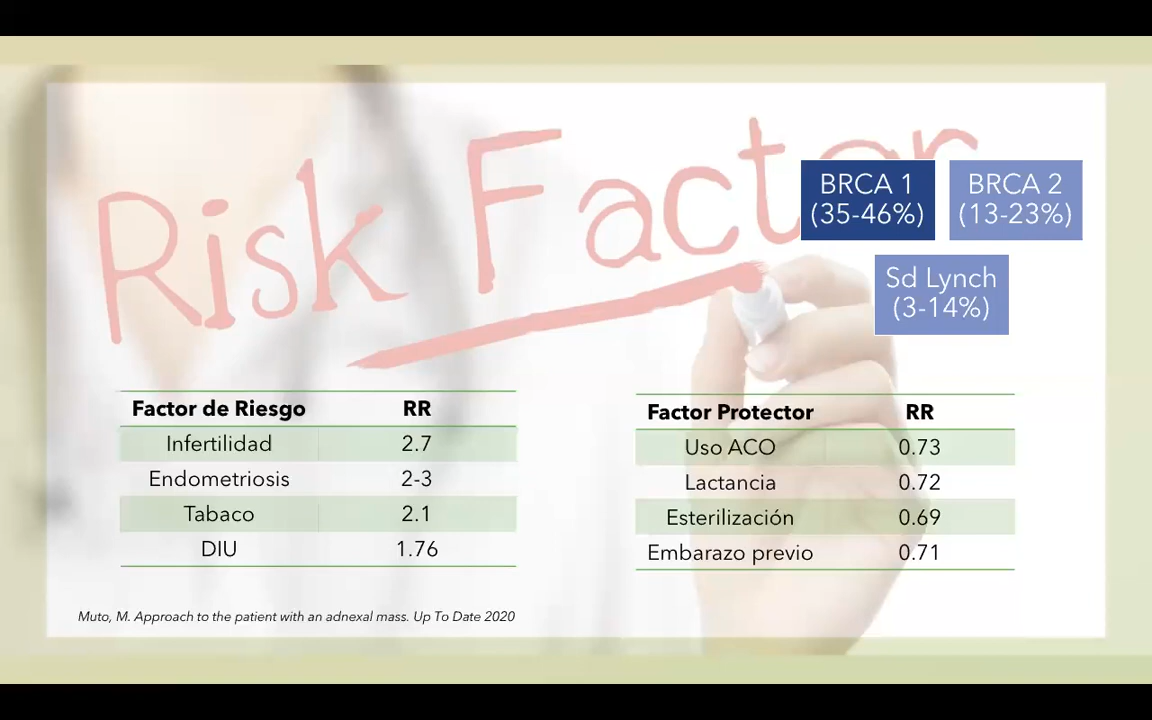 Risk Factor
BRCA 1
(35-46%)
BRCA 2
(13-23%)
Sd Lynch
(3-14%)
Factor de Riesgo RR
Infertilidad 2.7
Endometriosis 2-3
Tabaco 2.1
DIU 1.76
Factor Protector RR
Uso ACO 0.73
Lactancia 0.72
Esterilización 0.69
Embarazo previo 0.71
Muto, M. Approach to the patient with an adnexal mass. Up To Date 2020